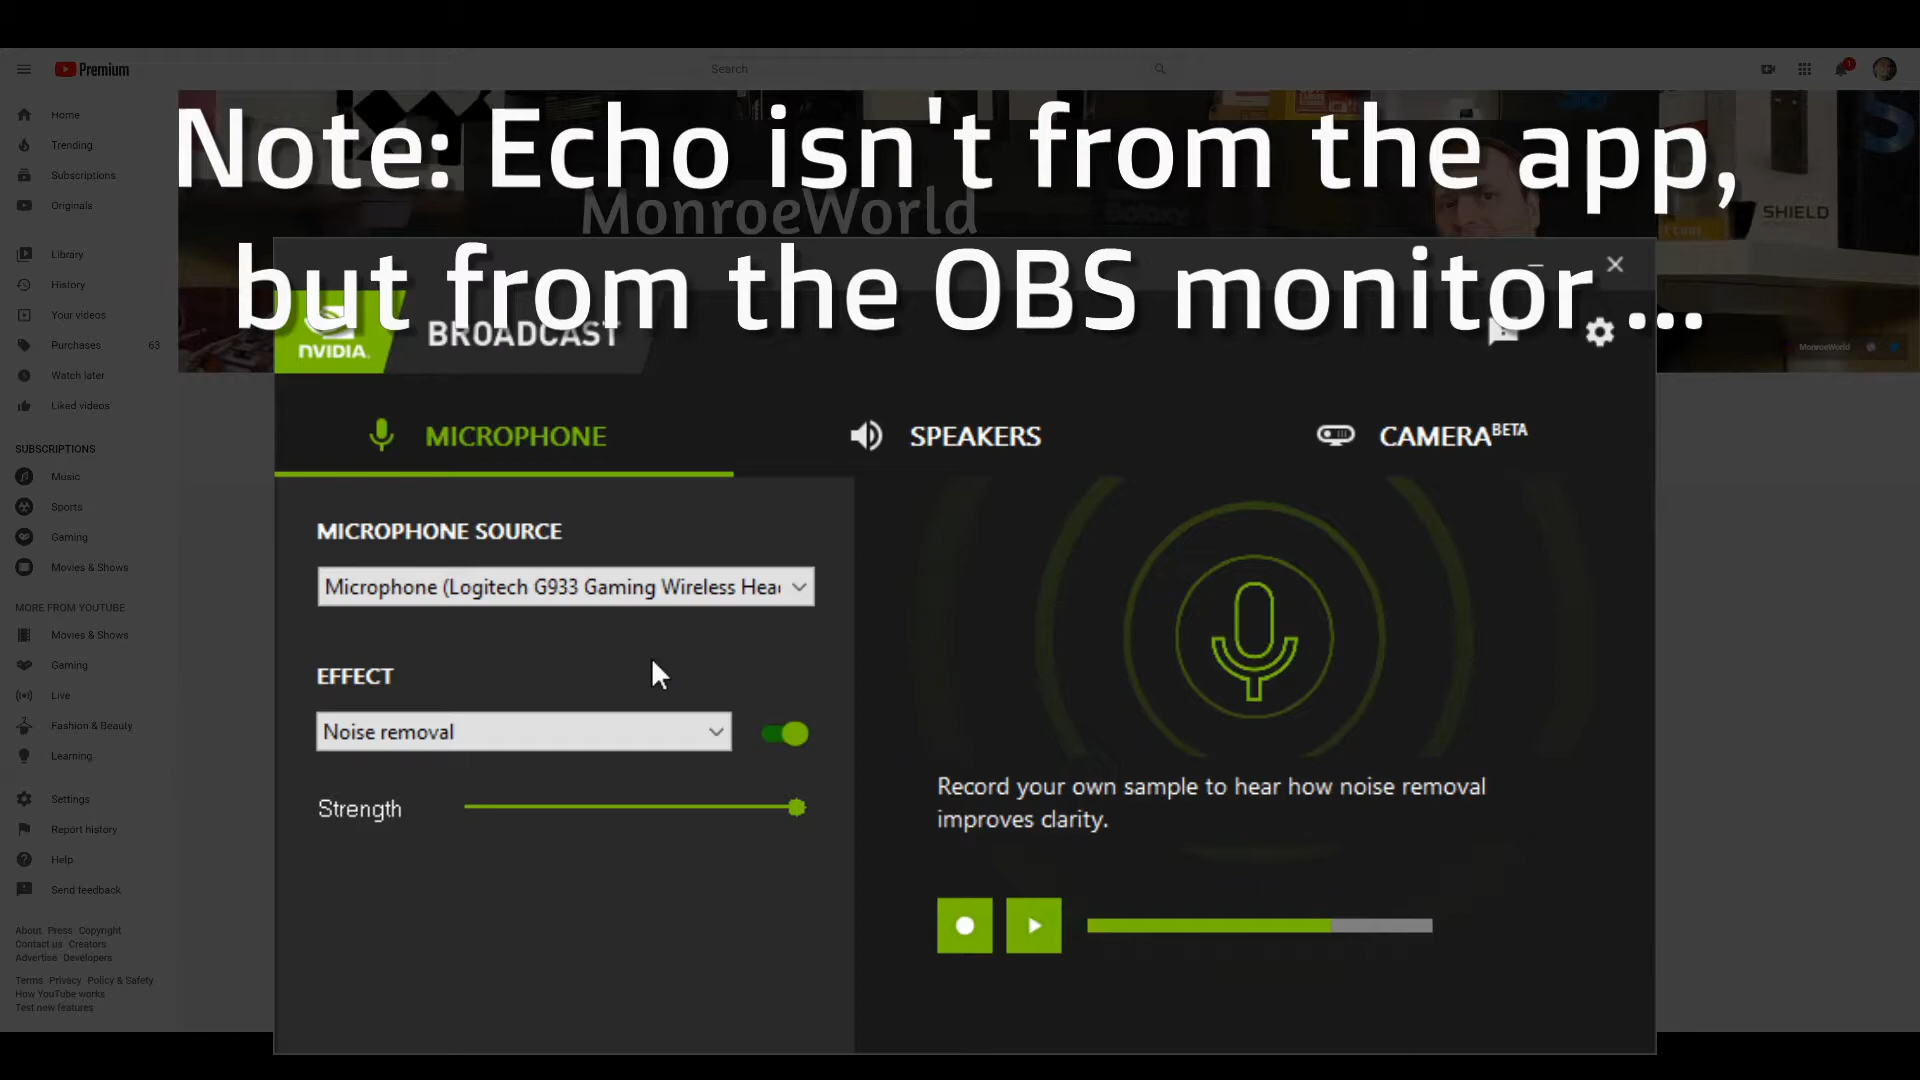 Premium
Search
1
Home
Trending
Subscriptions
Originals
Library
History
Your videos
Purchases 63
Watch later
Liked videos
SUBSCRIPTIONS
Music
Sports
Gaming
Movies & Shows
MORE FROM YOUTUBE
Movies & Shows
Gaming
Live
Fashion & Beauty
Learning
Settings
Report history
Help
Send feedback
About Press Copyright
Contact us Creators
Advertise Developers
Terms Privacy Policy & Safety
How YouTube works
Test new features
Note: Echo isn't from the app,
but from the OBS monitor...
MonroeWorld
Galaxy
SHIELD
MonroeWorld
NVIDIA.
BROADCAST
MICROPHONE
SPEAKERS
CAMERA BETA
MICROPHONE SOURCE
Microphone (Logitech G933 Gaming Wireless Hea
EFFECT
Noise removal
Strength
Record your own sample to hear how noise removal
improves clarity.